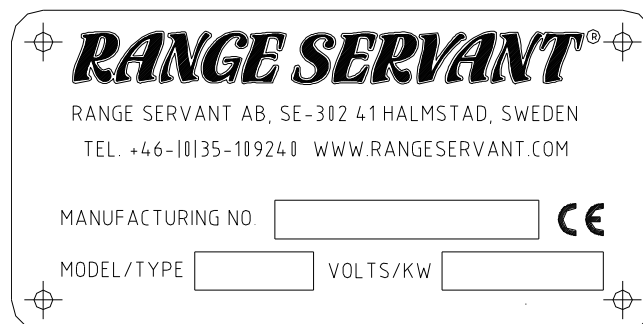 RANGE SERVANT®
RANGE SERVANT AB, SE-302 41 HALMSTAD, SWEDEN
TEL. +46-|0|35-109240 WWW.RANGESERVANT.COM
MANUFACTURING NO. CE
MODEL/TYPE VOLTS/KW